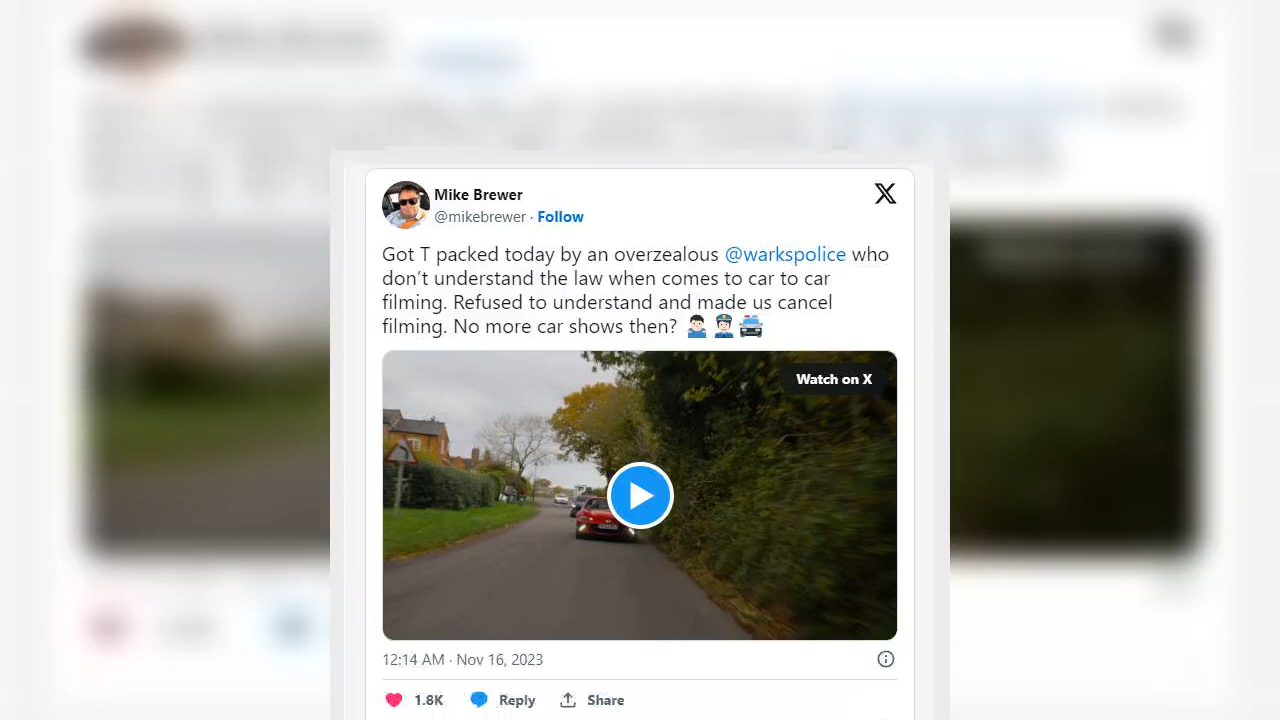 Mike Brewer
@mikebrewer · Follow
Got T packed today by an overzealous @warkspolice who
don’t understand the law when comes to car to car
filming. Refused to understand and made us cancel
filming. No more car shows then? 🤷🏻‍♂️👮🏻‍♂️🚔
Watch on X
12:14 AM · Nov 16, 2023
1.8K Reply Share